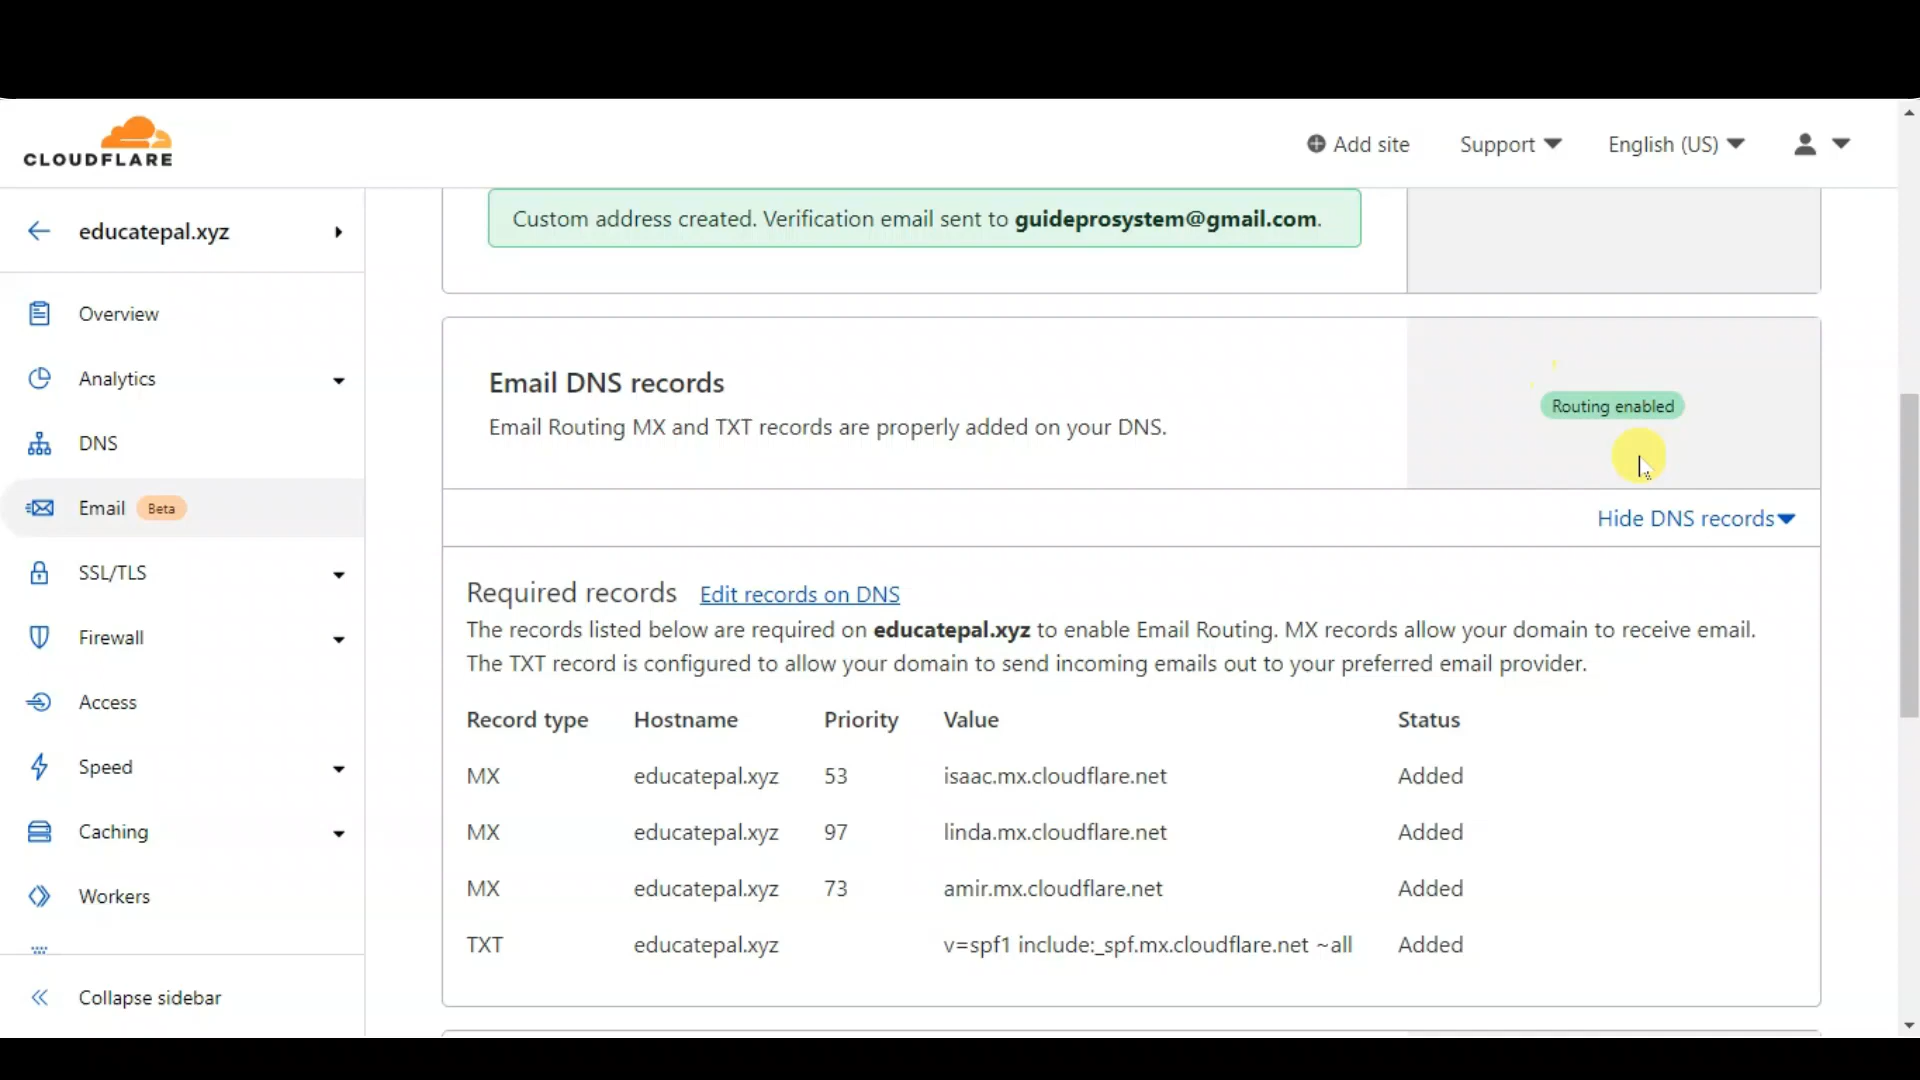 CLOUDFLARE
Add site
Support
English (US)
educatepal.xyz
Overview
Analytics
DNS
Email Beta
SSL/TLS
Firewall
Access
Speed
Caching
Workers
Collapse sidebar
Custom address created. Verification email sent to guideprosystem@gmail.com.
Email DNS records
Email Routing MX and TXT records are properly added on your DNS.
Routing enabled
Hide DNS records
Required records Edit records on DNS
The records listed below are required on educatepal.xyz to enable Email Routing. MX records allow your domain to receive email.
The TXT record is configured to allow your domain to send incoming emails out to your preferred email provider.
Record type Hostname Priority Value Status
MX educatepal.xyz 53 isaac.mx.cloudflare.net Added
MX educatepal.xyz 97 linda.mx.cloudflare.net Added
MX educatepal.xyz 73 amir.mx.cloudflare.net Added
TXT educatepal.xyz v=spf1 include:_spf.mx.cloudflare.net ~all Added